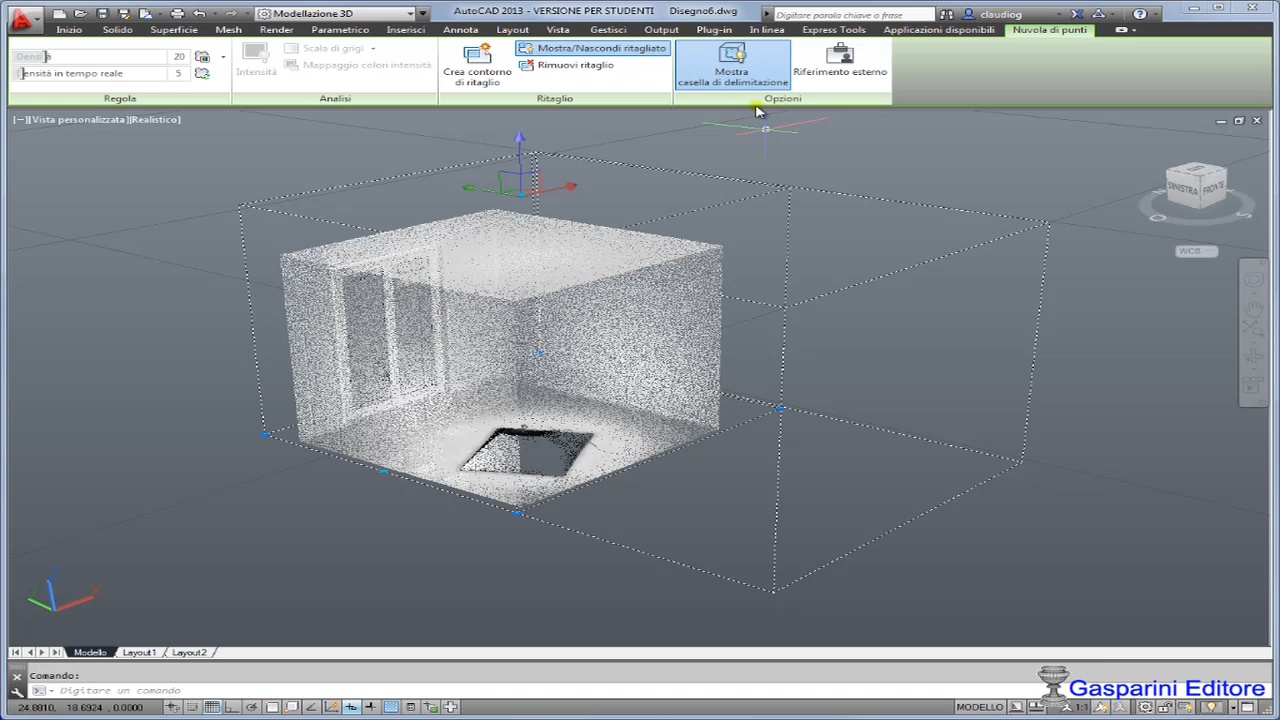 Modellazione 3D
AutoCAD 2013 - VERSIONE PER STUDENTI Disegno6.dwg
Digitare parola chiave o frase
claudiog
Inizio Solido Superficie Mesh Render Parametrico Inserisci Annota Layout Vista Gestisci Output Plug-in In linea Express Tools Applicazioni disponibili Nuvola di punti
20
ensità in tempo reale 5
Regola
Intensità
Scala di grigi
Mappaggio colori intensità
Analisi
Crea contorno
di ritaglio
Mostra/Nascondi ritagliato
Rimuovi ritaglio
Ritaglio
Mostra
casella di delimitazione
Riferimento esterno
Opzioni
[−][Vista personalizzata][Realistico]
SINISTRA FRONTE
WCS
Modello Layout1 Layout2
Comando:
Digitare un comando
Gasparini Editore
24.8810, 18.6924, 0.0000
MODELLO
1:1